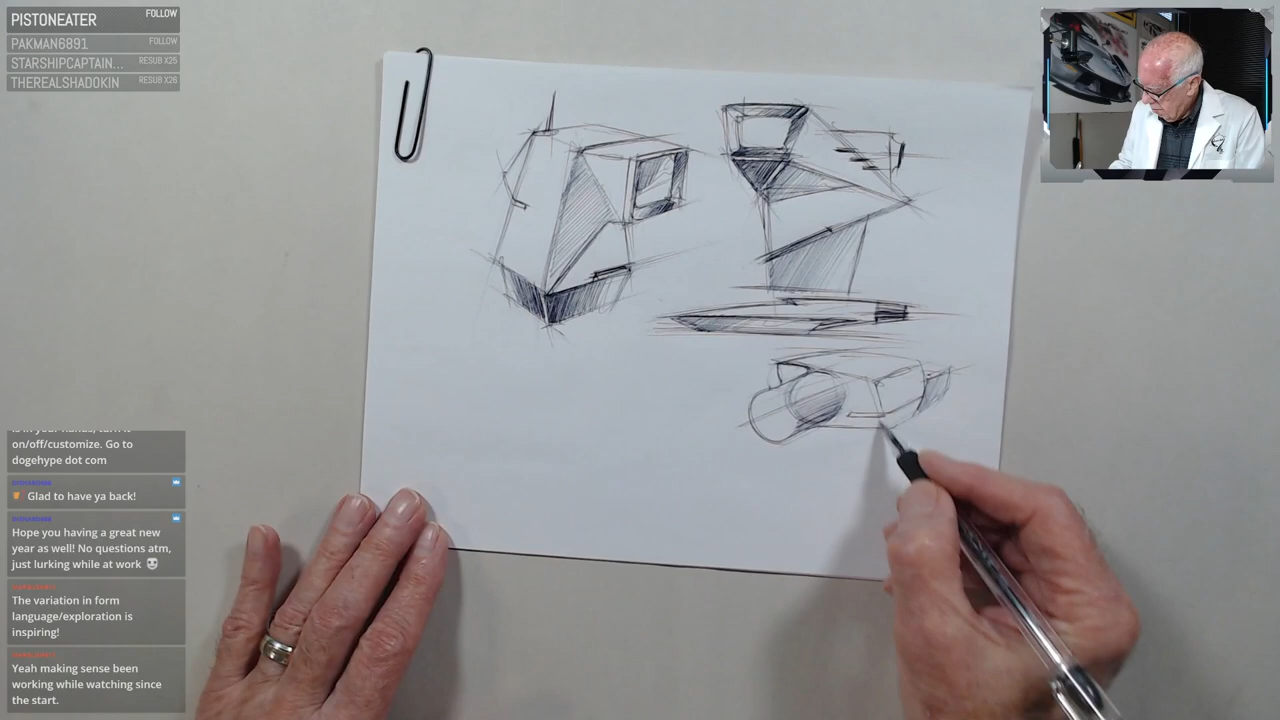 PISTONEATER FOLLOW
PAKMAN6891 FOLLOW
STARSHIPCAPTAIN... RESUB X25
THEREALSHADOKIN RESUB X26
on/off/customize. Go to
dogehype dot com
Glad to have ya back!
Hope you having a great new
year as well! No questions atm,
just lurking while at work
The variation in form
language/exploration is
inspiring!
Yeah making sense been
working while watching since
the start.